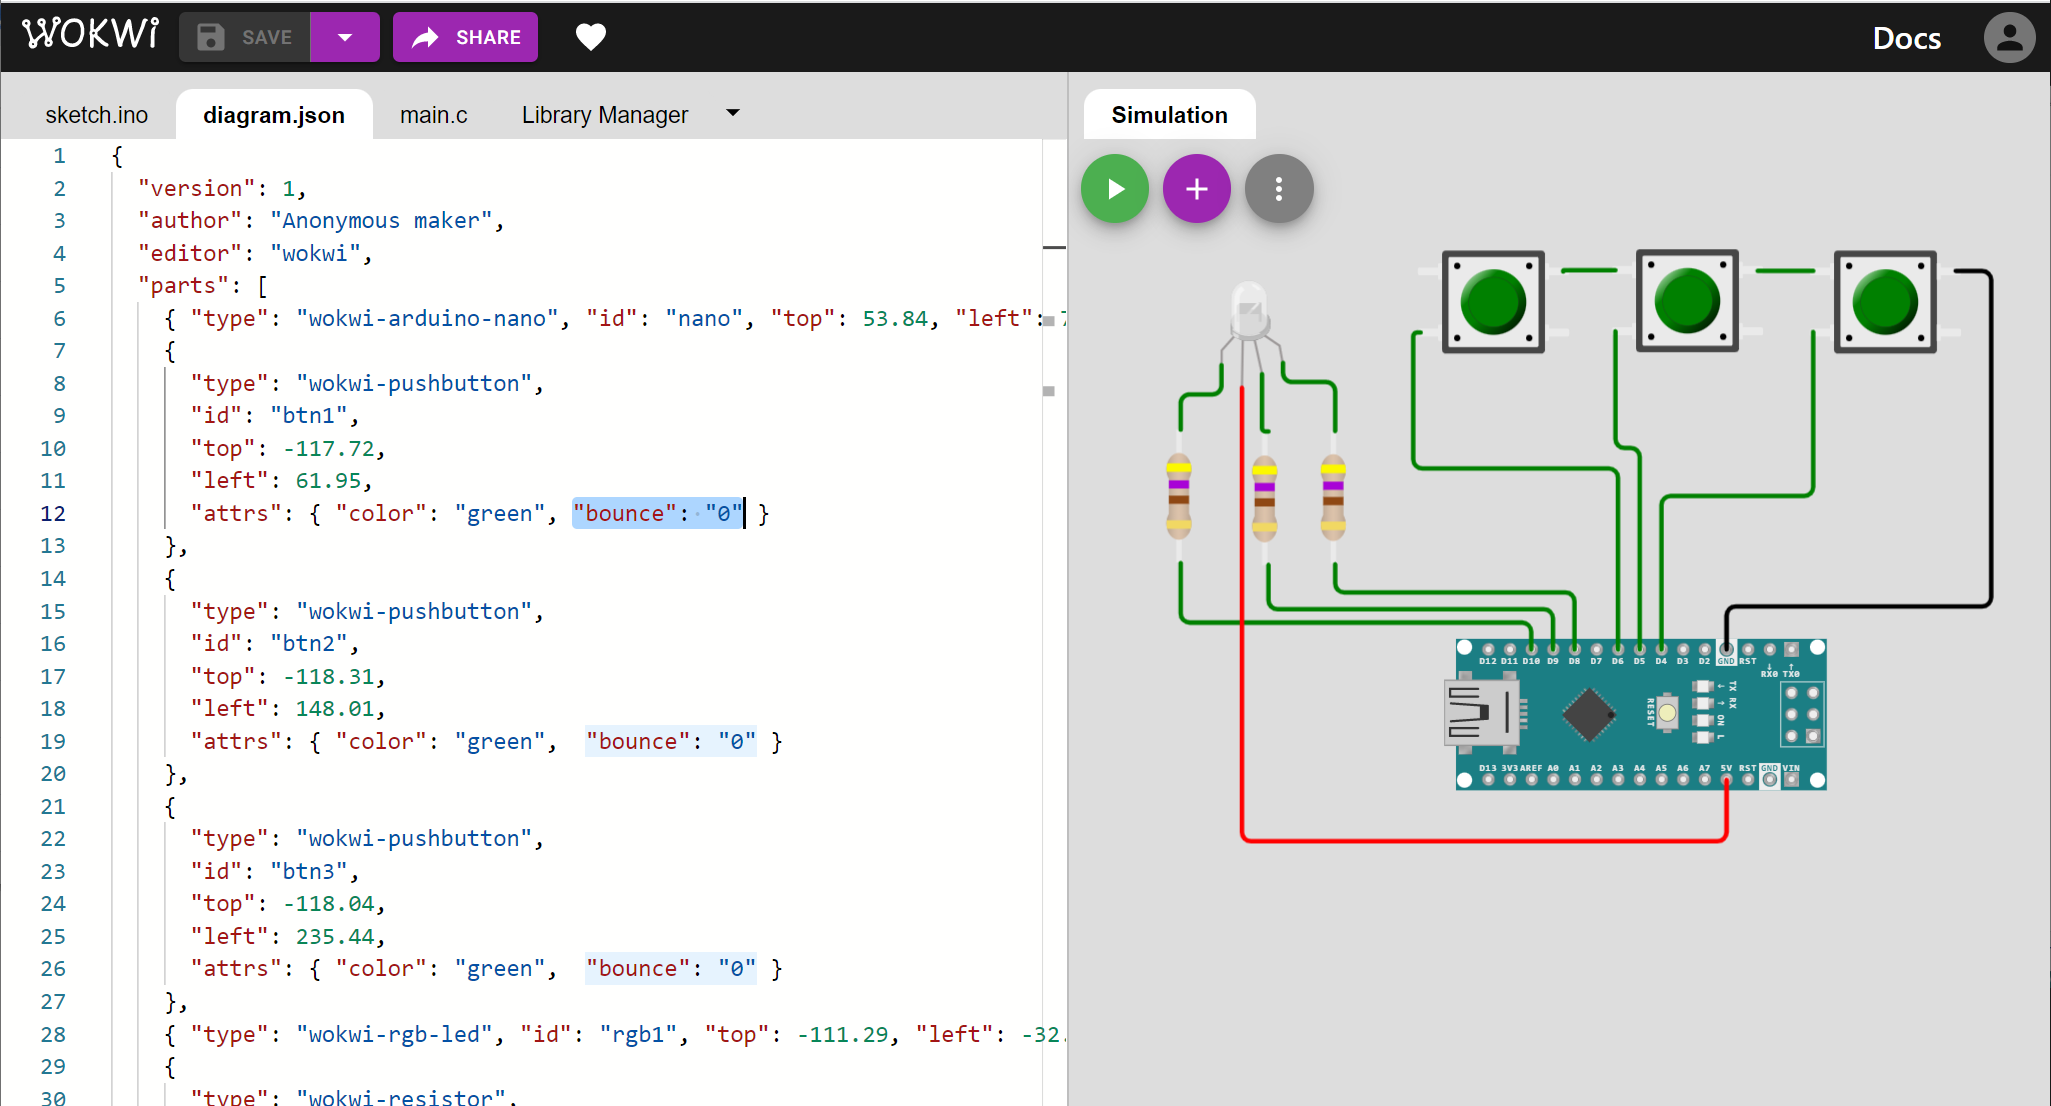 WOKWi SAVE SHARE Docs
sketch.ino diagram.json main.c Library Manager
1 {
2 "version": 1,
3 "author": "Anonymous maker",
4 "editor": "wokwi",
5 "parts": [
6 { "type": "wokwi-arduino-nano", "id": "nano", "top": 53.84, "left":
7 {
8 "type": "wokwi-pushbutton",
9 "id": "btn1",
10 "top": -117.72,
11 "left": 61.95,
12 "attrs": { "color": "green", "bounce": "0" }
13 },
14 {
15 "type": "wokwi-pushbutton",
16 "id": "btn2",
17 "top": -118.31,
18 "left": 148.01,
19 "attrs": { "color": "green",  "bounce": "0" }
20 },
21 {
22 "type": "wokwi-pushbutton",
23 "id": "btn3",
24 "top": -118.04,
25 "left": 235.44,
26 "attrs": { "color": "green",  "bounce": "0" }
27 },
28 { "type": "wokwi-rgb-led", "id": "rgb1", "top": -111.29, "left": -32.
29 {
30 "type": "wokwi-resistor",
Simulation
D12 D11 D10 D9 D8 D7 D6 D5 D4 D3 D2 GND RST
RX0 TX0
RESET
TX
RX
ON
L
D13 3V3 AREF A0 A1 A2 A3 A4 A5 A6 A7 5V RST GND VIN